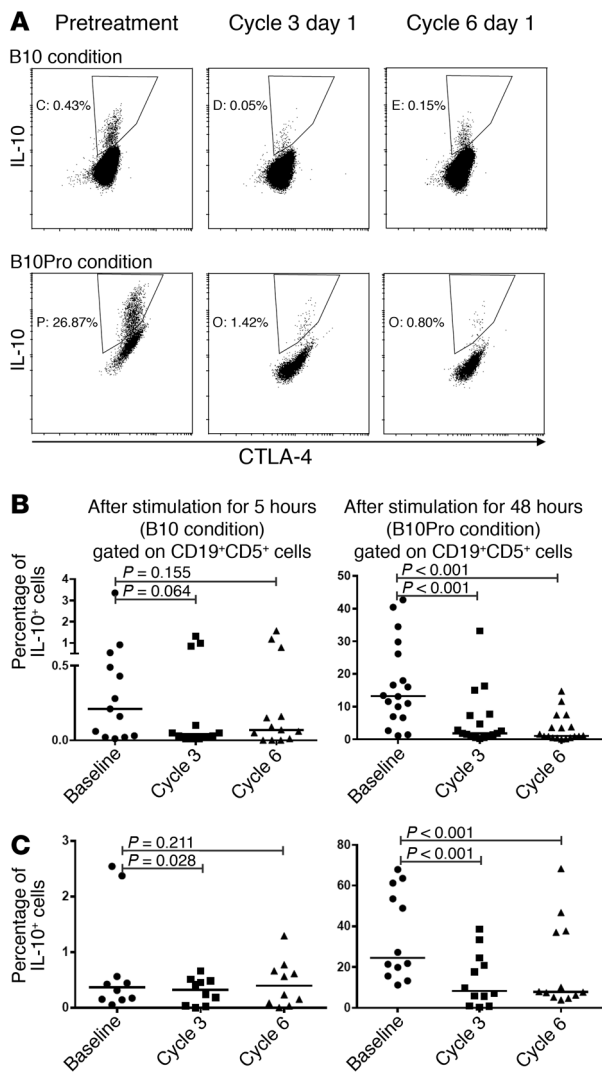 A
Pretreatment
Cycle 3 day 1
Cycle 6 day 1
B10 condition
IL-10
C: 0.43%
D: 0.05%
E: 0.15%
B10Pro condition
IL-10
P: 26.87%
O: 1.42%
O: 0.80%
CTLA-4
B
After stimulation for 5 hours
(B10 condition)
gated on CD19⁺CD5⁺ cells
After stimulation for 48 hours
(B10Pro condition)
gated on CD19⁺CD5⁺ cells
Percentage of
IL-10⁺ cells
P = 0.155
P = 0.064
4
3
2
1
0.5
0.0
Baseline
Cycle 3
Cycle 6
P < 0.001
P < 0.001
50
40
30
20
10
0
Baseline
Cycle 3
Cycle 6
C
Percentage of
IL-10⁺ cells
P = 0.211
P = 0.028
3
2
1
0
Baseline
Cycle 3
Cycle 6
P < 0.001
P < 0.001
80
60
40
20
0
Baseline
Cycle 3
Cycle 6